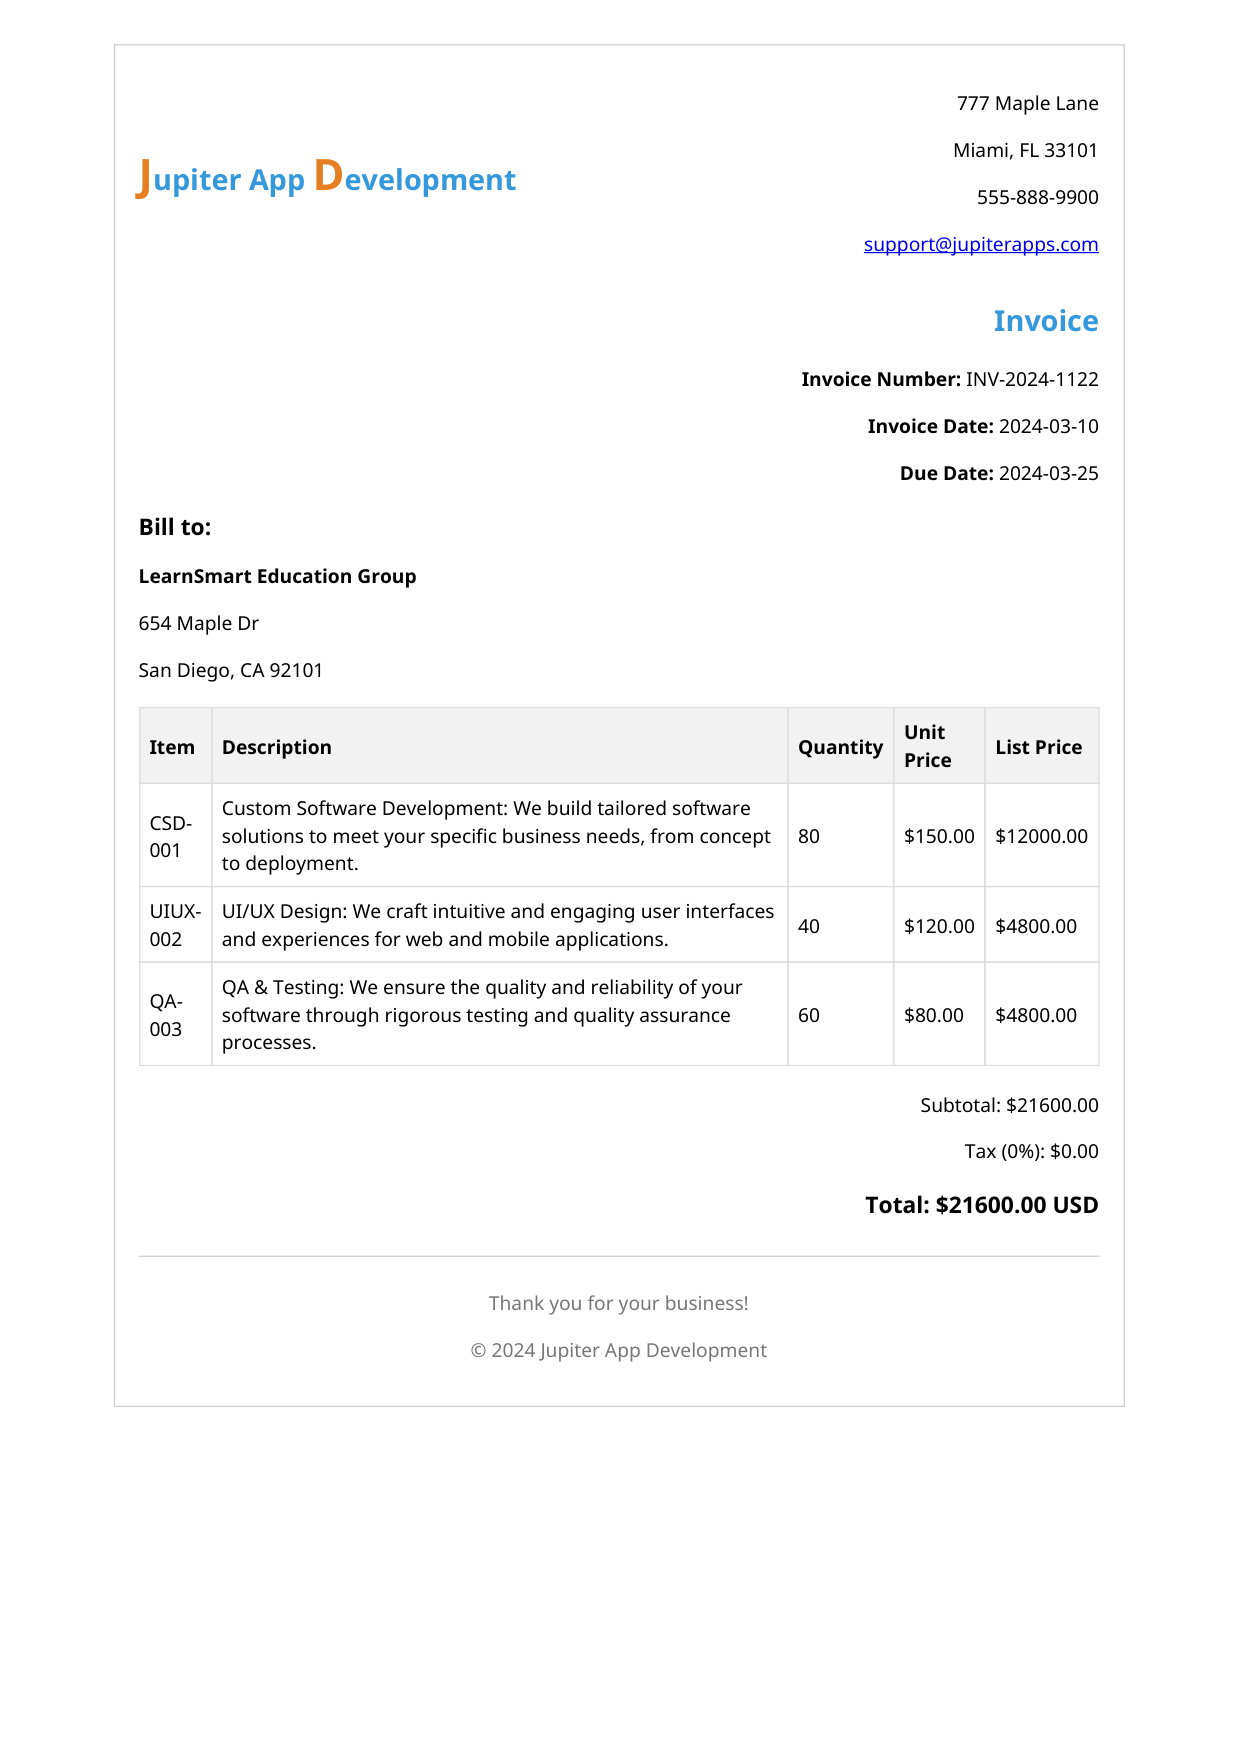 777 Maple Lane
Miami, FL 33101
Jupiter App Development
555-888-9900
support@jupiterapps.com
Invoice
Invoice Number: INV-2024-1122
Invoice Date: 2024-03-10
Due Date: 2024-03-25
Bill to:
LearnSmart Education Group
654 Maple Dr
San Diego, CA 92101
Item Description Quantity Unit Price List Price
CSD-001 Custom Software Development: We build tailored software
solutions to meet your specific business needs, from concept
to deployment. 80 $150.00 $12000.00
UIUX-002 UI/UX Design: We craft intuitive and engaging user interfaces
and experiences for web and mobile applications. 40 $120.00 $4800.00
QA-003 QA & Testing: We ensure the quality and reliability of your
software through rigorous testing and quality assurance
processes. 60 $80.00 $4800.00
Subtotal: $21600.00
Tax (0%): $0.00
Total: $21600.00 USD
Thank you for your business!
© 2024 Jupiter App Development